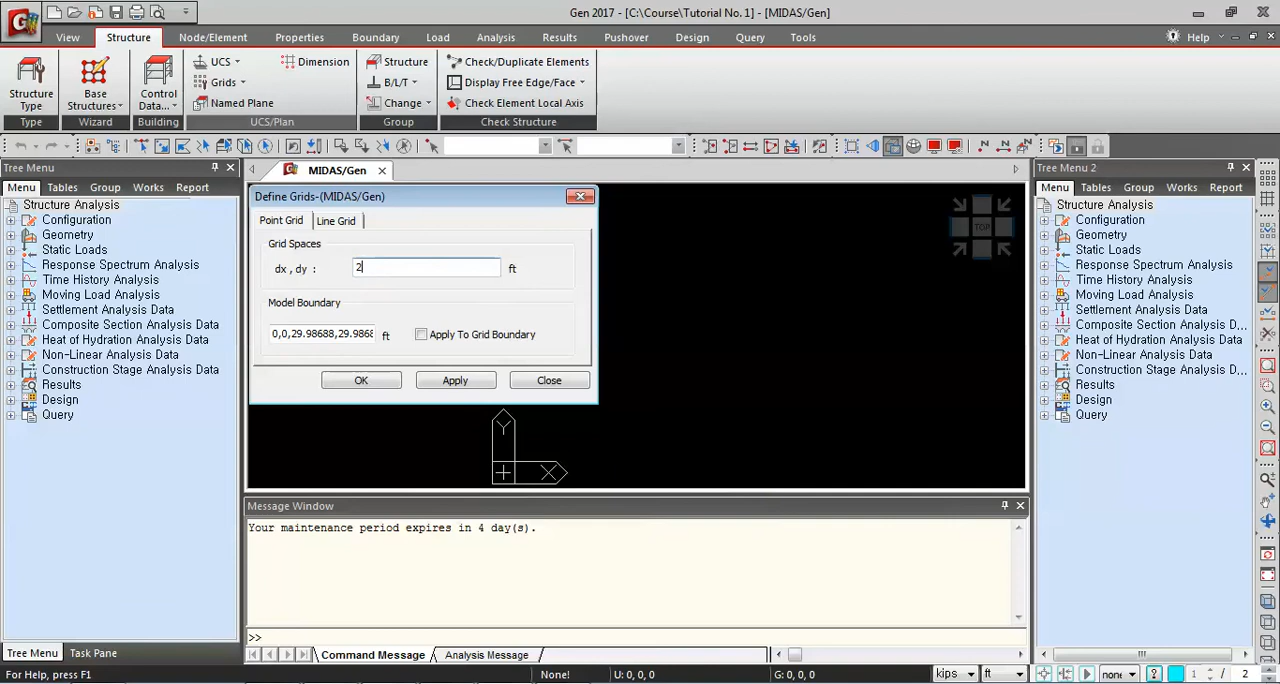 Gen 2017 - [C:\Course\Tutorial No. 1] - [MIDAS/Gen]
View Structure Node/Element Properties Boundary Load Analysis Results Pushover Design Query Tools Help
Structure Type
Base Structures
Control Data...
UCS
Grids
Named Plane
Dimension
Structure
B/L/T
Change
Check/Duplicate Elements
Display Free Edge/Face
Check Element Local Axis
Type Wizard Building UCS/Plan Group Check Structure
Tree Menu
Menu Tables Group Works Report
Structure Analysis
Configuration
Geometry
Static Loads
Response Spectrum Analysis
Time History Analysis
Moving Load Analysis
Settlement Analysis Data
Composite Section Analysis Data
Heat of Hydration Analysis Data
Non-Linear Analysis Data
Construction Stage Analysis Data
Results
Design
Query
Tree Menu Task Pane
MIDAS/Gen
Define Grids-(MIDAS/Gen)
Point Grid Line Grid
Grid Spaces
dx , dy : 2 ft
Model Boundary
0,0,29.98688,29.9868 ft Apply To Grid Boundary
OK Apply Close
TOP
Y
X
Message Window
Your maintenance period expires in 4 day(s).
>>
Command Message Analysis Message
Tree Menu 2
Menu Tables Group Works Report
Structure Analysis
Configuration
Geometry
Static Loads
Response Spectrum Analysis
Time History Analysis
Moving Load Analysis
Settlement Analysis Data
Composite Section Analysis D...
Heat of Hydration Analysis Data
Non-Linear Analysis Data
Construction Stage Analysis D...
Results
Design
Query
For Help, press F1 None! U: 0, 0, 0 G: 0, 0, 0 kips ft none ? 1 / 2